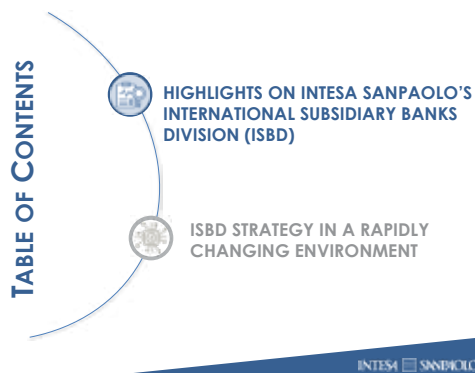 TABLE OF CONTENTS
HIGHLIGHTS ON INTESA SANPAOLO'S
INTERNATIONAL SUBSIDIARY BANKS
DIVISION (ISBD)
ISBD STRATEGY IN A RAPIDLY
CHANGING ENVIRONMENT
INTESA SANPAOLO